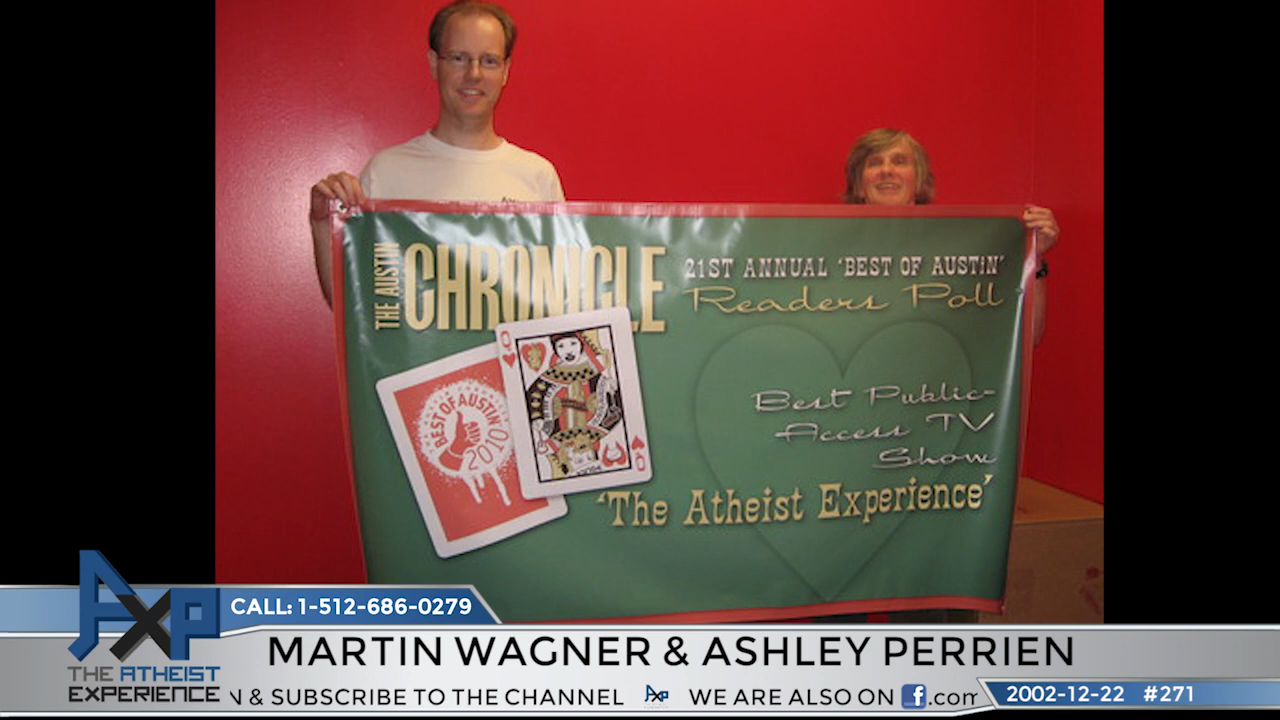 THE AUSTIN
CHRONICLE
21ST ANNUAL 'BEST OF AUSTIN'
Readers Poll
Q
BEST OF AUSTIN
2010
Q
Best Public-
Access TV
Show
'The Atheist Experience'
AXP
THE ATHEIST
EXPERIENCE
CALL: 1-512-686-0279
MARTIN WAGNER & ASHLEY PERRIEN
N & SUBSCRIBE TO THE CHANNEL AXP WE ARE ALSO ON f .com
2002-12-22 #271